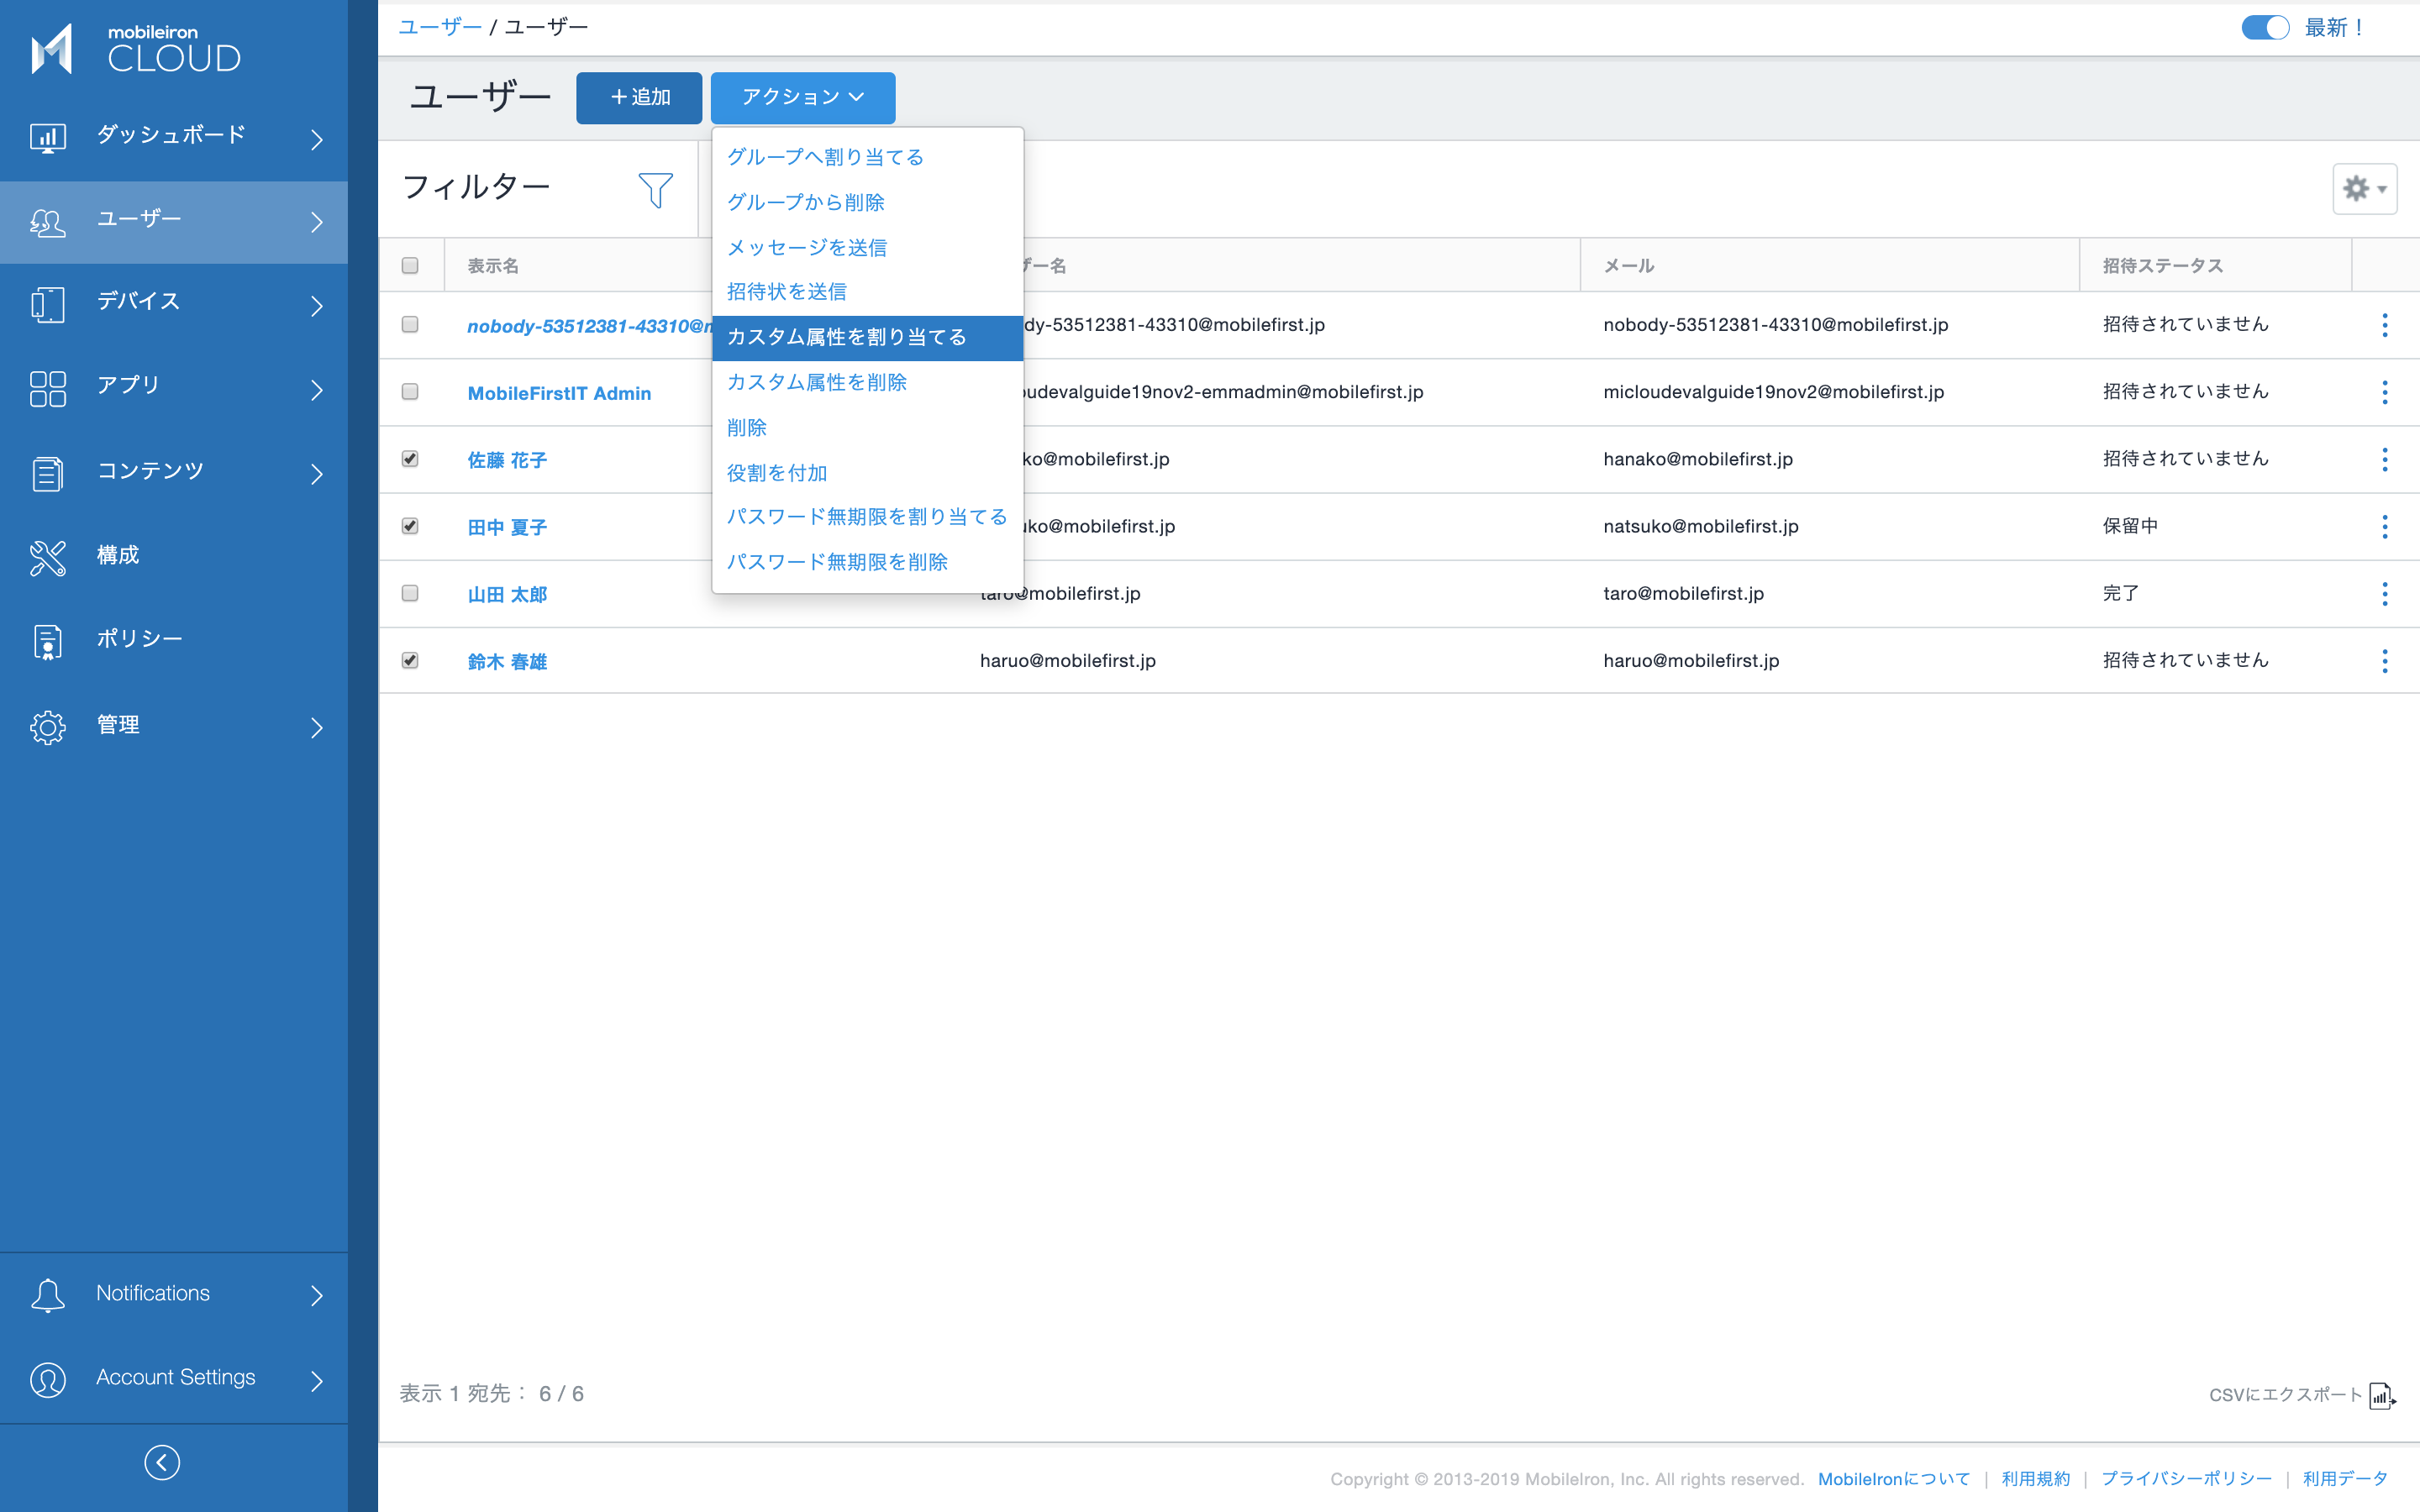 mobileiron
CLOUD
ダッシュボード
ユーザー
デバイス
アプリ
コンテンツ
構成
ポリシー
管理
Notifications
Account Settings
ユーザー / ユーザー
最新！
ユーザー
＋追加
アクション
グループへ割り当てる
グループから削除
メッセージを送信
招待状を送信
カスタム属性を割り当てる
カスタム属性を削除
削除
役割を付加
パスワード無期限を割り当てる
パスワード無期限を削除
フィルター
表示名 ザー名 メール 招待ステータス
nobody-53512381-43310@ dy-53512381-43310@mobilefirst.jp nobody-53512381-43310@mobilefirst.jp 招待されていません
MobileFirstIT Admin oudevalguide19nov2-emmadmin@mobilefirst.jp micloudevalguide19nov2@mobilefirst.jp 招待されていません
佐藤 花子 ko@mobilefirst.jp hanako@mobilefirst.jp 招待されていません
田中 夏子 uko@mobilefirst.jp natsuko@mobilefirst.jp 保留中
山田 太郎 taro@mobilefirst.jp taro@mobilefirst.jp 完了
鈴木 春雄 haruo@mobilefirst.jp haruo@mobilefirst.jp 招待されていません
表示 1 宛先： 6 / 6
CSVにエクスポート
Copyright © 2013-2019 MobileIron, Inc. All rights reserved. MobileIronについて | 利用規約 | プライバシーポリシー | 利用データ